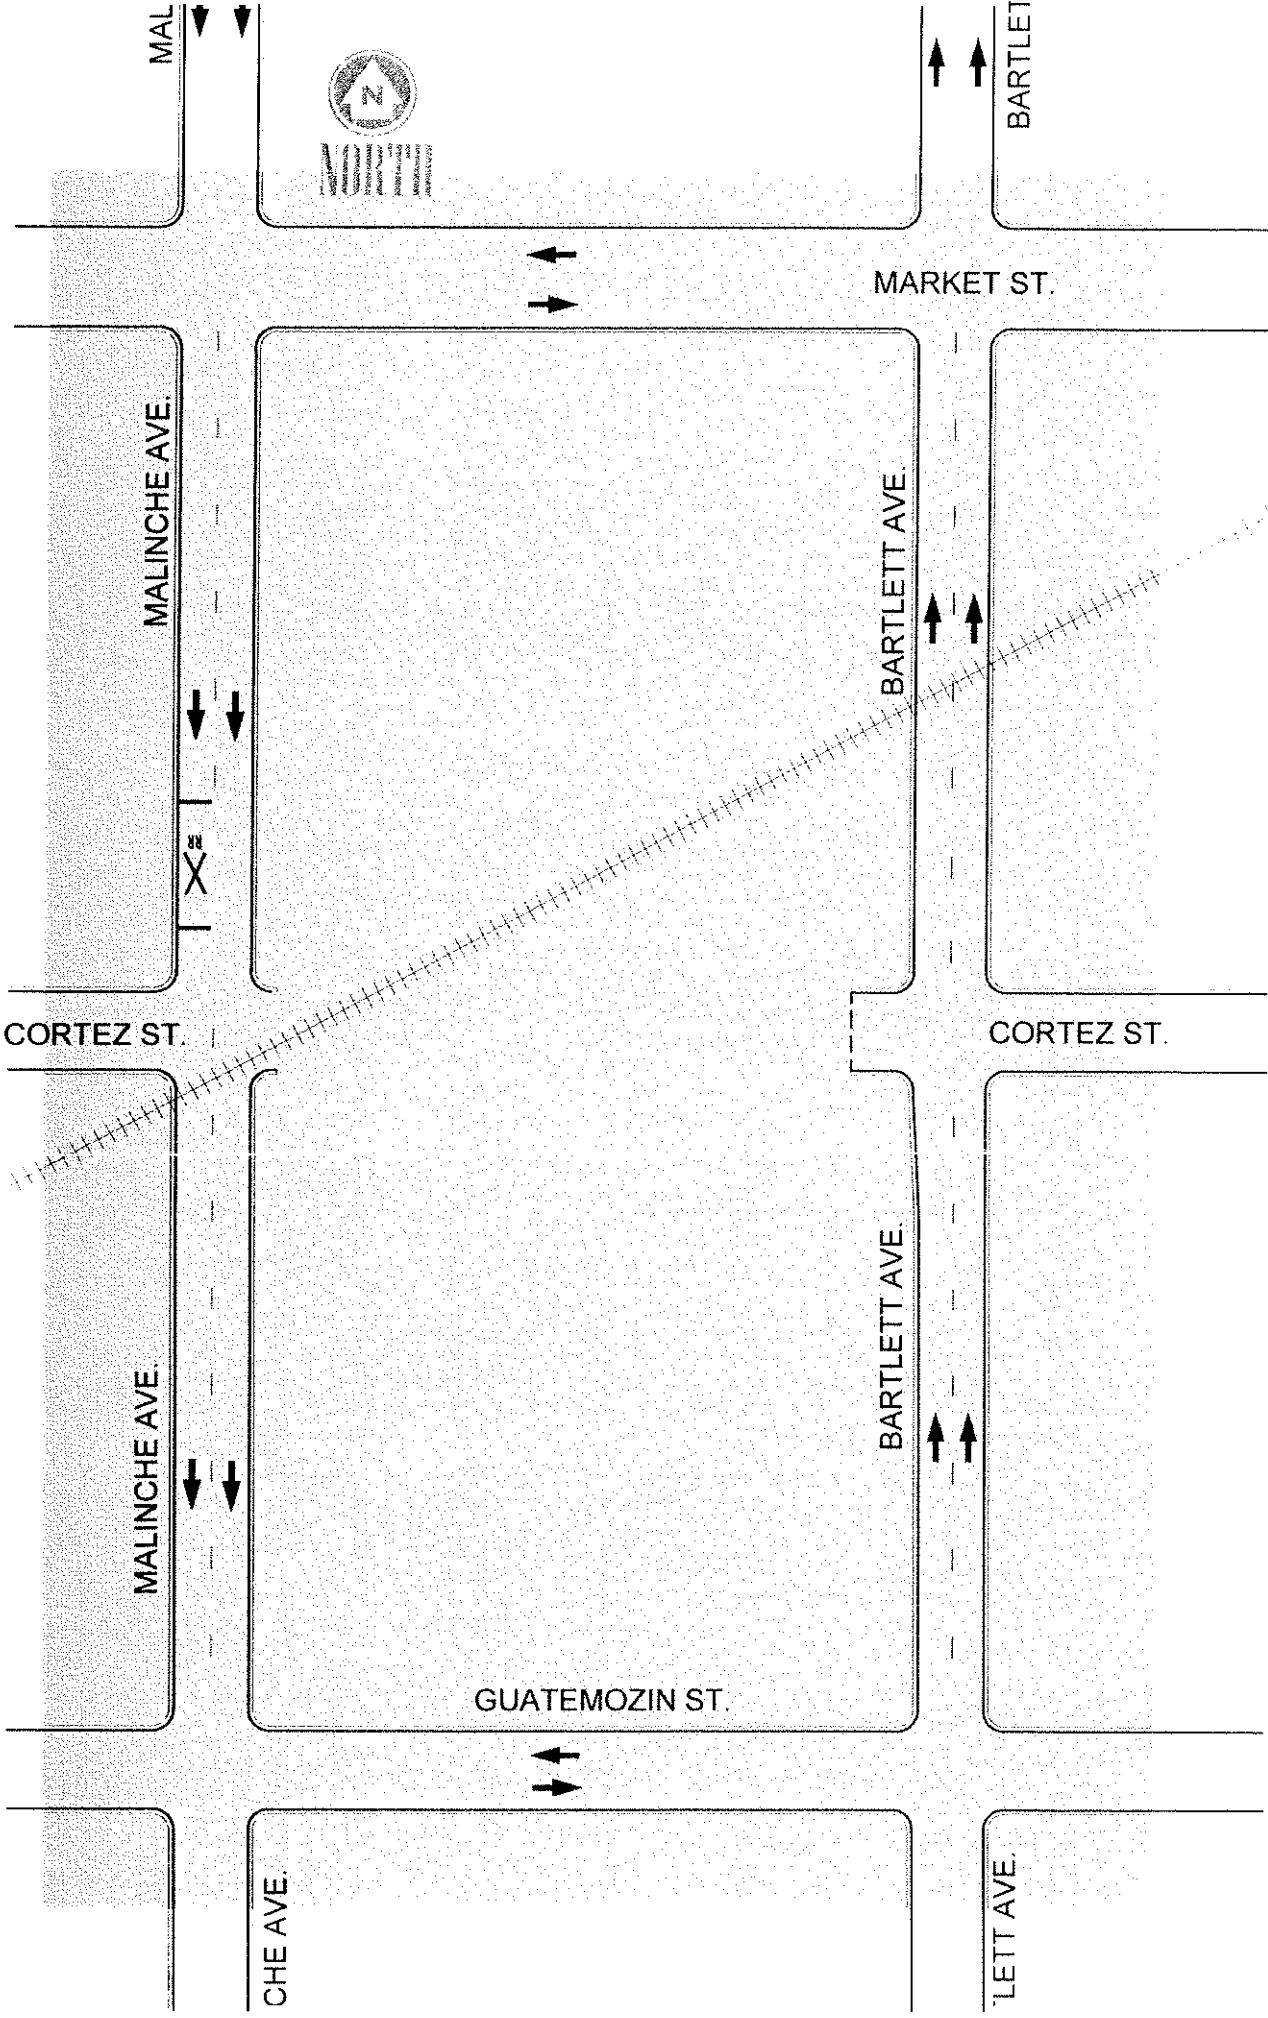 MAL
BARTLET
N
NORTH
MARKET ST.
MALINCHE AVE.
BARTLETT AVE.
RR
X
CORTEZ ST.
CORTEZ ST.
BARTLETT AVE.
MALINCHE AVE.
GUATEMOZIN ST.
CHE AVE.
LETT AVE.